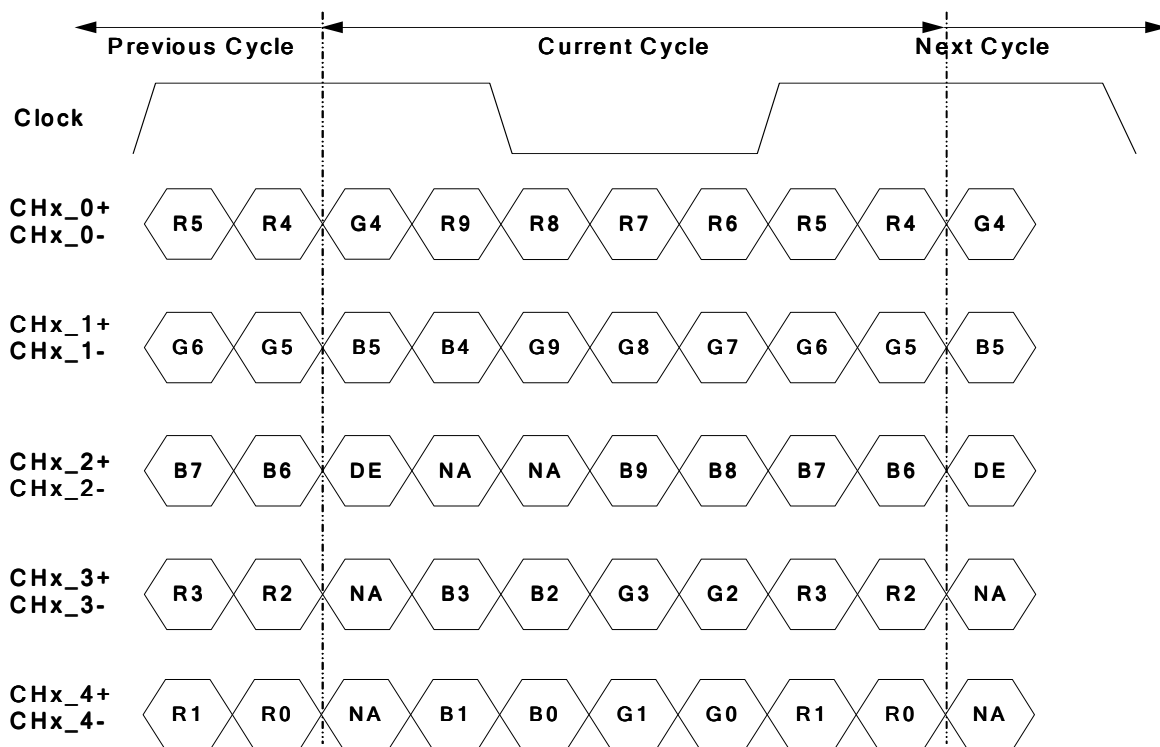 Previous Cycle Current Cycle Next Cycle
Clock
CHx_0+
CHx_0-
R5 R4 G4 R9 R8 R7 R6 R5 R4 G4
CHx_1+
CHx_1-
G6 G5 B5 B4 G9 G8 G7 G6 G5 B5
CHx_2+
CHx_2-
B7 B6 DE NA NA B9 B8 B7 B6 DE
CHx_3+
CHx_3-
R3 R2 NA B3 B2 G3 G2 R3 R2 NA
CHx_4+
CHx_4-
R1 R0 NA B1 B0 G1 G0 R1 R0 NA